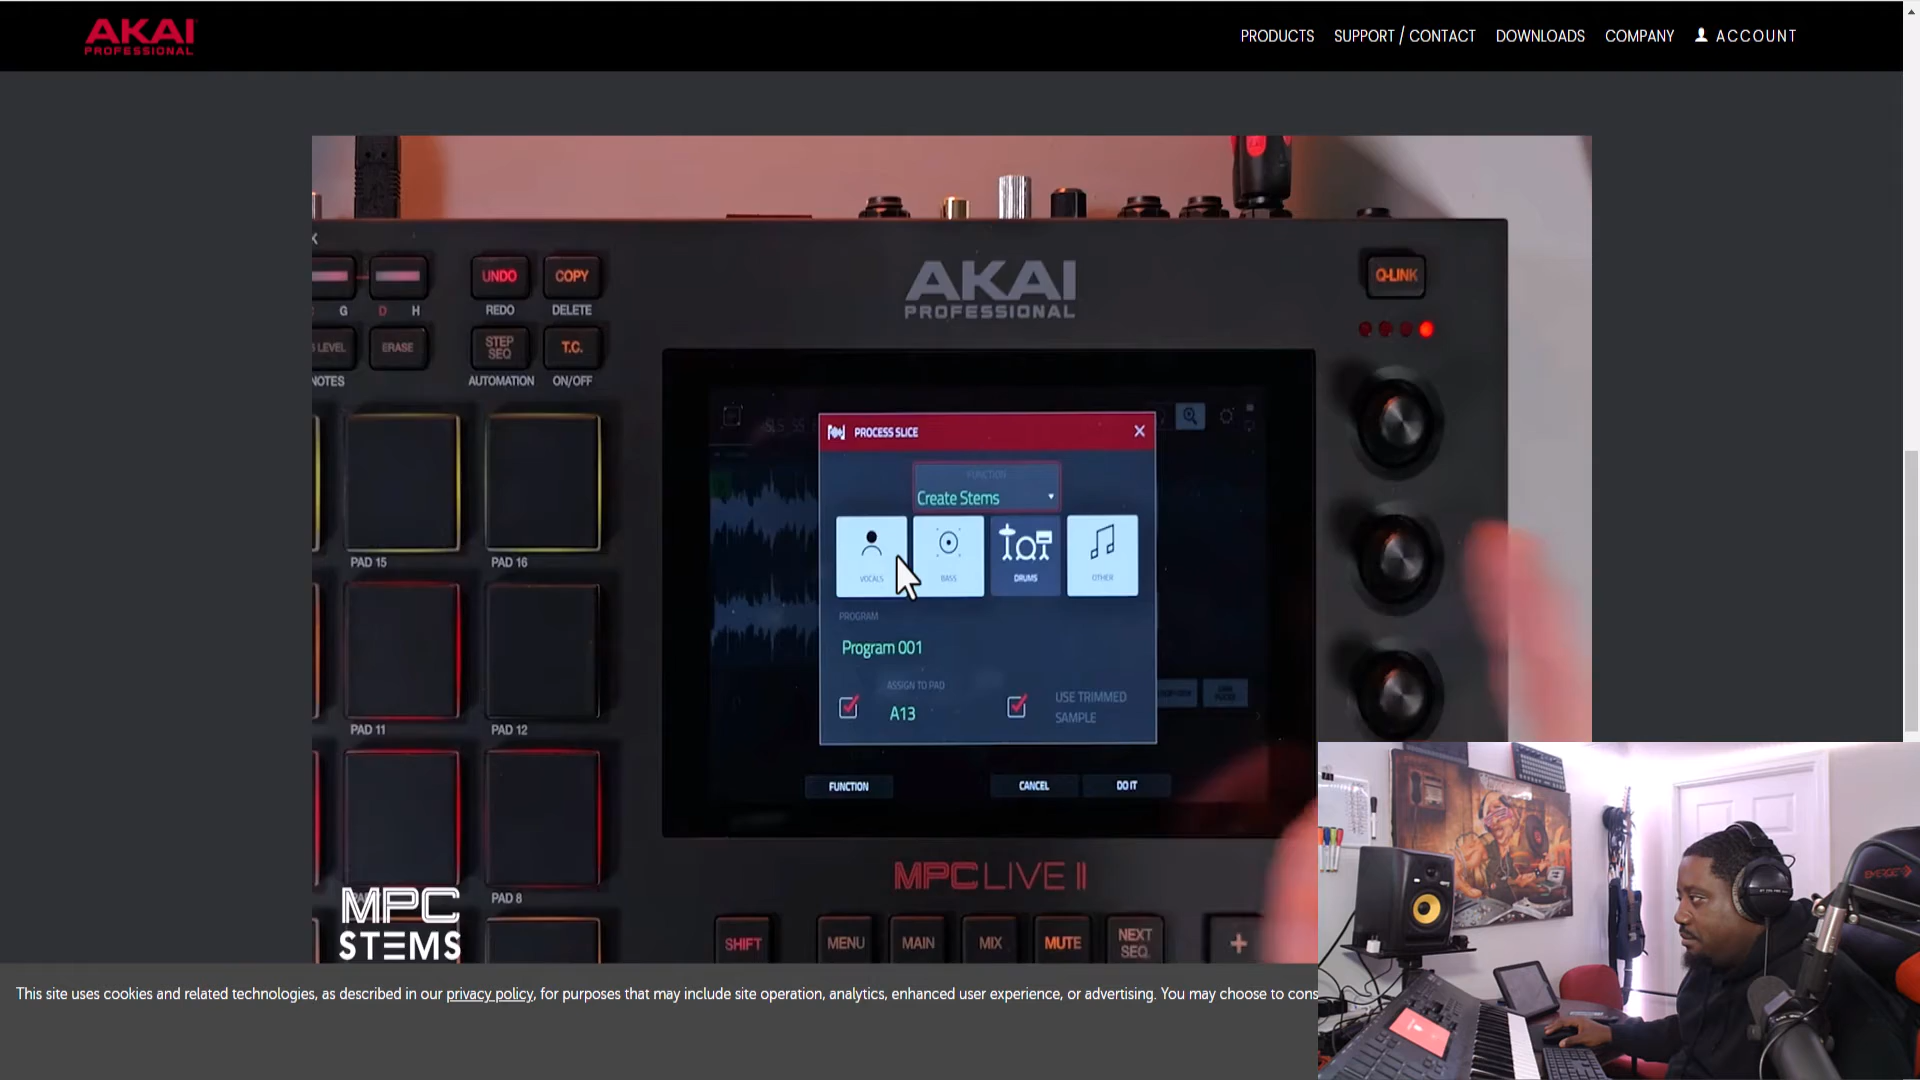 AKAI
PROFESSIONAL
PRODUCTS
SUPPORT / CONTACT
DOWNLOADS
COMPANY
ACCOUNT
AKAI
PROFESSIONAL
UNDO
COPY
Q-LINK
G
D
H
REDO
DELETE
LEVEL
ERASE
STEP
SEQ
T.C.
NOTES
AUTOMATION
ON/OFF
PROCESS SLICE
FUNCTION
Create Stems
VOCALS
BASS
DRUMS
OTHER
PAD 15
PAD 16
PROGRAM
Program 001
ASSIGN TO PAD
A13
USE TRIMMED
SAMPLE
PAD 11
PAD 12
FUNCTION
CANCEL
DO IT
MPC LIVE II
PAD 8
MPC
STEMS
SHIFT
MENU
MAIN
MIX
MUTE
NEXT
SEQ
+
This site uses cookies and related technologies, as described in our privacy policy, for purposes that may include site operation, analytics, enhanced user experience, or advertising. You may choose to cons